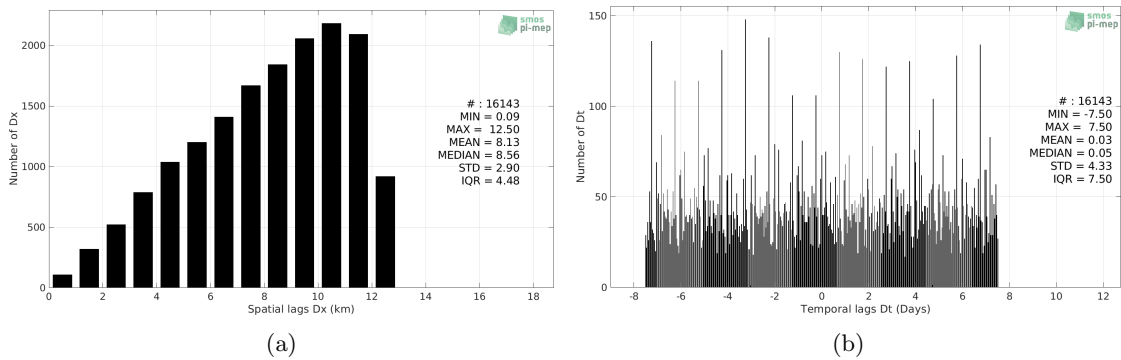 smos
pi-mep
2000
1500
1000
500
0
Number of Dx
# : 16143
MIN = 0.09
MAX = 12.50
MEAN = 8.13
MEDIAN = 8.56
STD = 2.90
IQR = 4.48
0 2 4 6 8 10 12 14 16 18
Spatial lags Dx (km)
(a)
smos
pi-mep
150
100
50
0
Number of Dt
# : 16143
MIN = -7.50
MAX = 7.50
MEAN = 0.03
MEDIAN = 0.05
STD = 4.33
IQR = 7.50
-8 -6 -4 -2 0 2 4 6 8 10 12
Temporal lags Dt (Days)
(b)